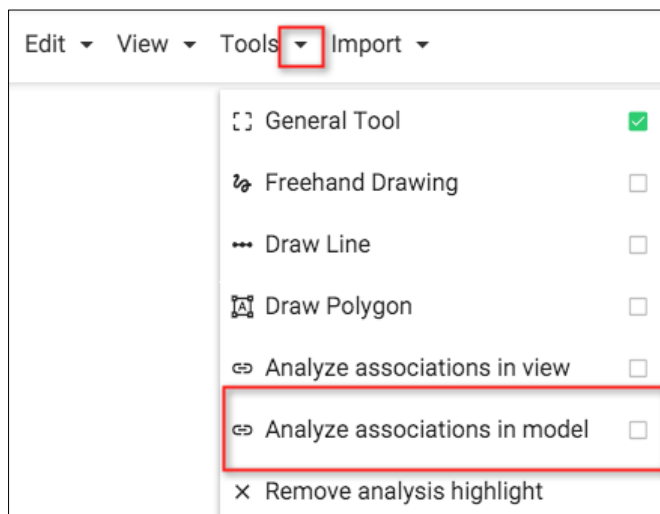 Edit View Tools Import
General Tool
Freehand Drawing
Draw Line
Draw Polygon
Analyze associations in view
Analyze associations in model
Remove analysis highlight